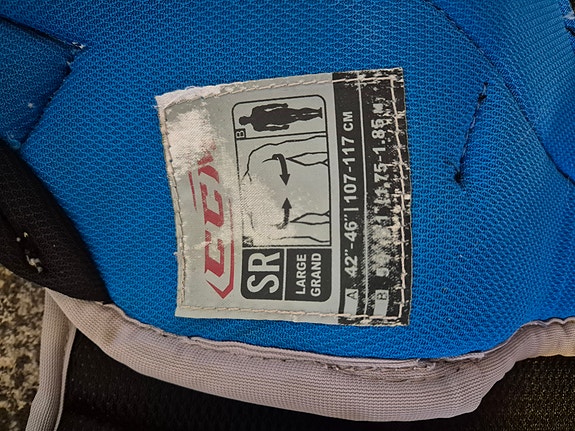 CCM
B
SR
LARGE
GRAND
A 42"-46" | 107-117 CM
B 1.75-1.85 M